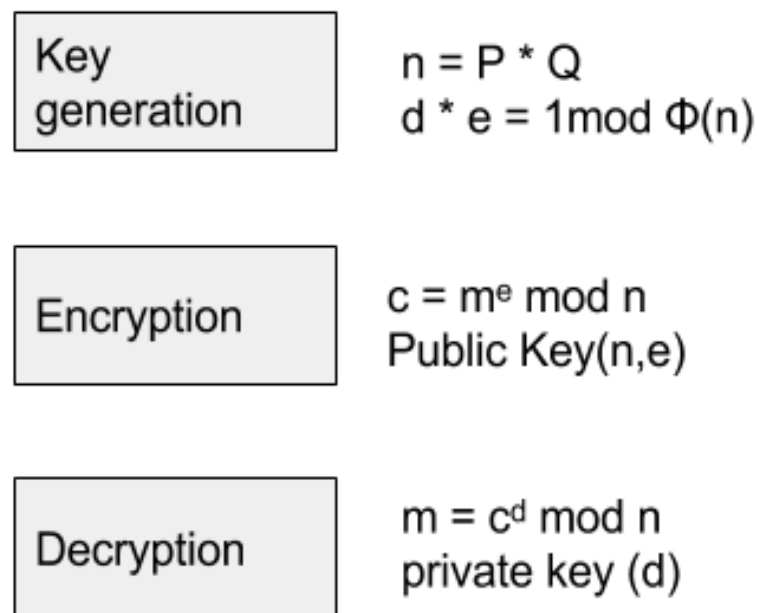 Key
generation
n = P * Q
d * e = 1mod Φ(n)
Encryption
c = mᵉ mod n
Public Key(n,e)
Decryption
m = cᵈ mod n
private key (d)